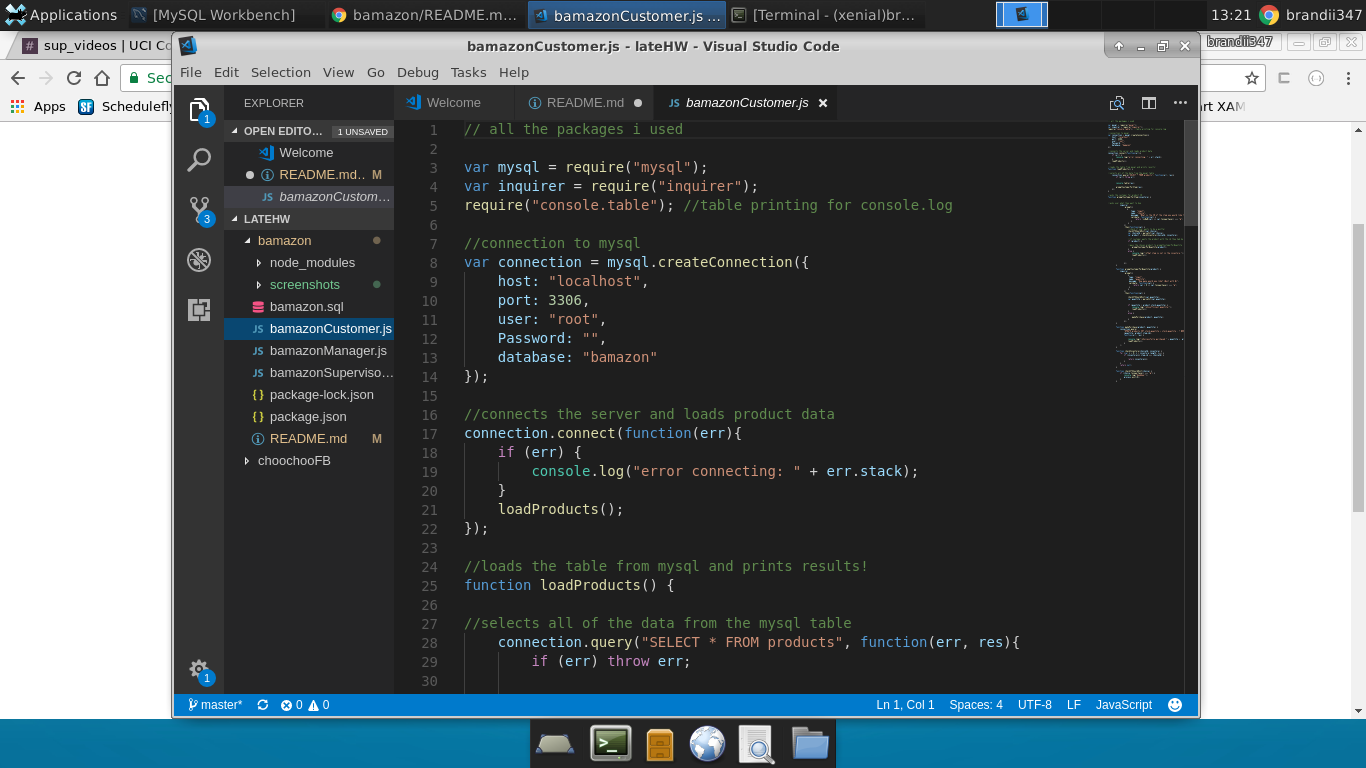 Applications [MySQL Workbench] bamazon/README.m... bamazonCustomer.js ... [Terminal - (xenial)br... 13:21 brandii347
sup_videos | UCI Co
bamazonCustomer.js - lateHW - Visual Studio Code
brandii347
File Edit Selection View Go Debug Tasks Help
Sec
Apps SF Schedulefl
rt XAM
EXPLORER
OPEN EDITO... 1 UNSAVED
Welcome
README.md.. M
bamazonCustom...
LATEHW
bamazon
node_modules
screenshots
bamazon.sql
JS bamazonCustomer.js
JS bamazonManager.js
JS bamazonSuperviso...
{} package-lock.json
{} package.json
README.md M
choochooFB
1
3
1
Welcome README.md JS bamazonCustomer.js
1 // all the packages i used
2
3 var mysql = require("mysql");
4 var inquirer = require("inquirer");
5 require("console.table"); //table printing for console.log
6
7 //connection to mysql
8 var connection = mysql.createConnection({
9 host: "localhost",
10 port: 3306,
11 user: "root",
12 Password: "",
13 database: "bamazon"
14 });
15
16 //connects the server and loads product data
17 connection.connect(function(err){
18 if (err) {
19 console.log("error connecting: " + err.stack);
20 }
21 loadProducts();
22 });
23
24 //loads the table from mysql and prints results!
25 function loadProducts() {
26
27 //selects all of the data from the mysql table
28 connection.query("SELECT * FROM products", function(err, res){
29 if (err) throw err;
30
master* 0 0 Ln 1, Col 1 Spaces: 4 UTF-8 LF JavaScript